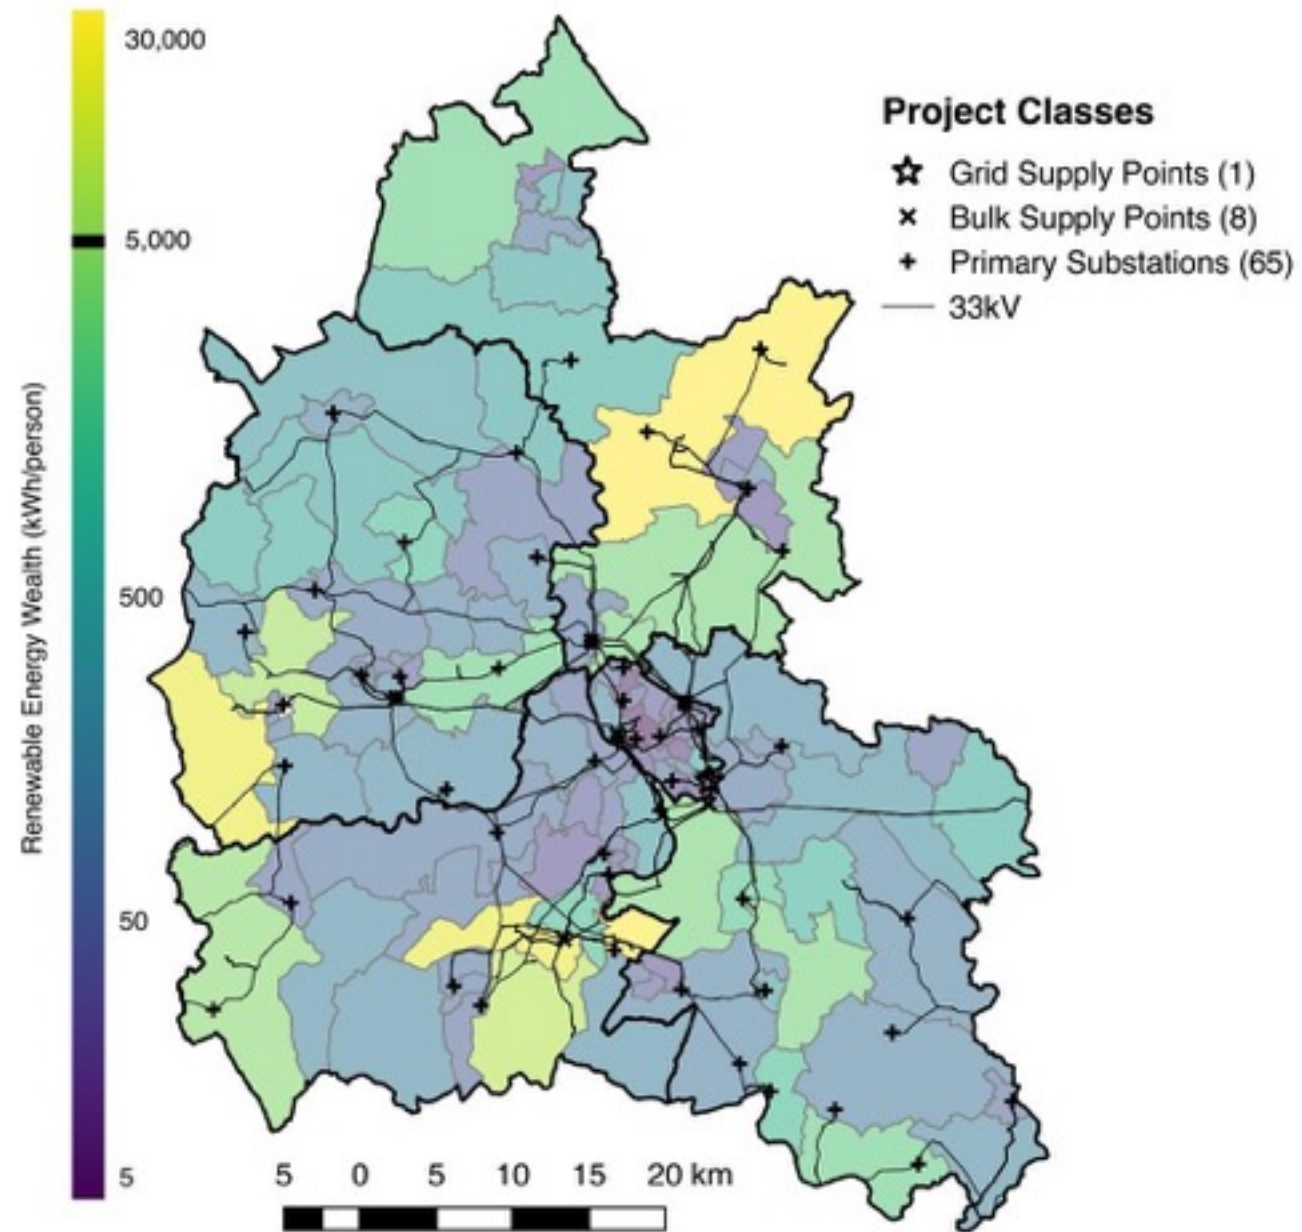 30,000
5,000
500
50
5
Renewable Energy Wealth (kWh/person)
Project Classes
Grid Supply Points (1)
Bulk Supply Points (8)
Primary Substations (65)
33kV
5 0 5 10 15 20 km